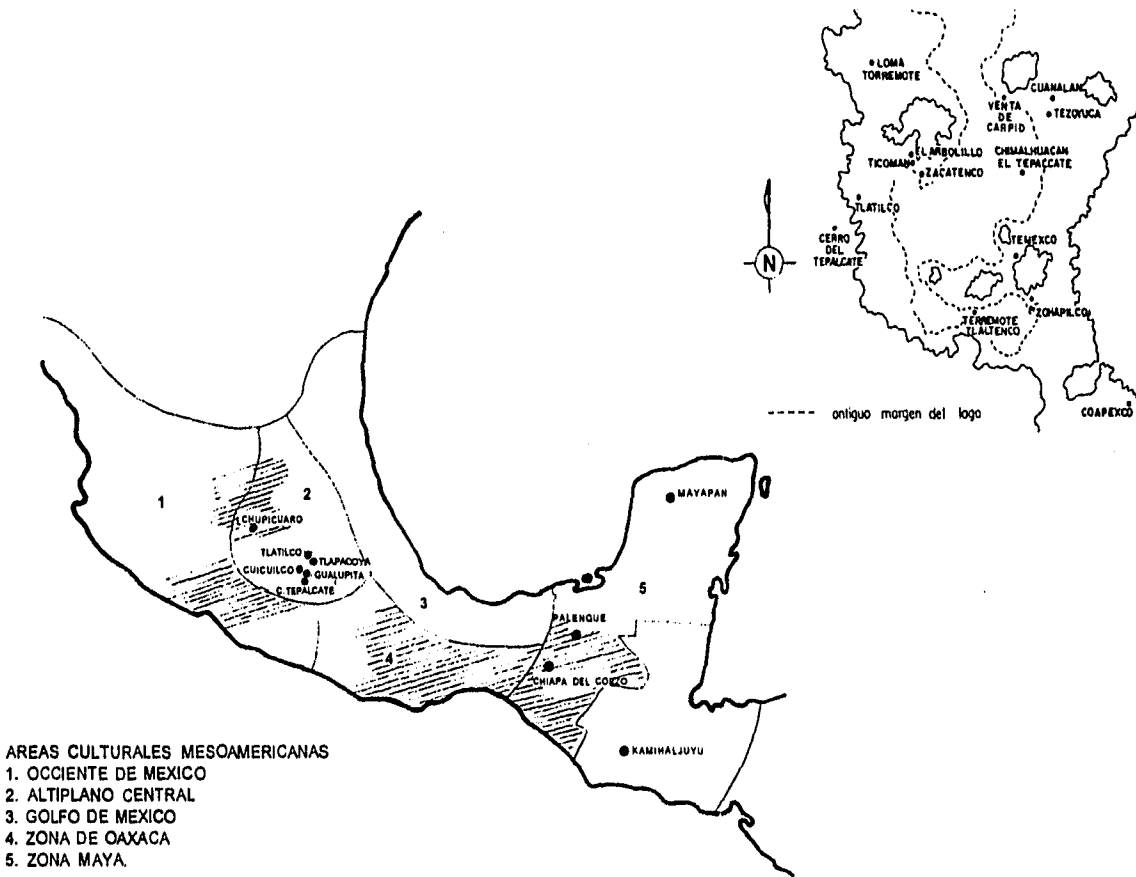 LOMA
TORREMOTE
CUANALAN
VENTA
DE
CARPID
TEZOYUCA
EL ARBOLILLO
TICOMAN
ZACATENCO
CHIMALHUACAN
EL TEPALCATE
TLATILCO
CERRO
DEL
TEPALCATE
TEMEXCO
N
TERREMOTE
TLALTENCO
ZOHAPILCO
COAPEXCO
antiguo margen del lago
1
2
CHUPICUARO
TLATILCO
TLAPACOYA
CUICUILCO
GUALUPITA
C. TEPALCATE
3
4
MAYAPAN
5
PALENQUE
CHIAPA DEL CORZO
KAMIHALJUYU
AREAS CULTURALES MESOAMERICANAS
1. OCCIENTE DE MEXICO
2. ALTIPLANO CENTRAL
3. GOLFO DE MEXICO
4. ZONA DE OAXACA
5. ZONA MAYA.